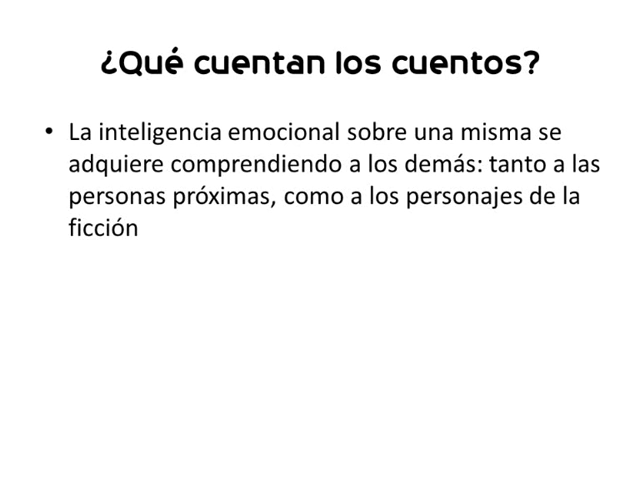 ¿Qué cuentan los cuentos?
• La inteligencia emocional sobre una misma se
adquiere comprendiendo a los demás: tanto a las
personas próximas, como a los personajes de la
ficción